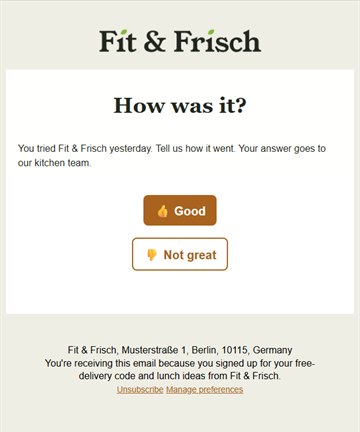 Fit & Frisch
How was it?
You tried Fit & Frisch yesterday. Tell us how it went. Your answer goes to
our kitchen team.
👍 Good
👎 Not great
Fit & Frisch, Musterstraße 1, Berlin, 10115, Germany
You're receiving this email because you signed up for your free-
delivery code and lunch ideas from Fit & Frisch.
Unsubscribe Manage preferences